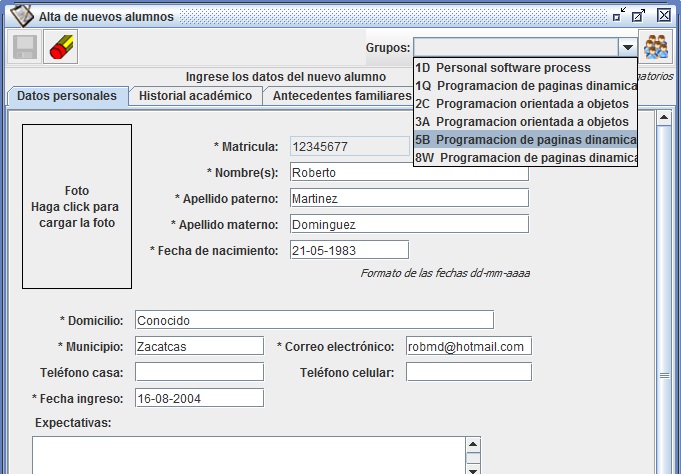 Alta de nuevos alumnos
Grupos:
1D Personal software process
1Q Programacion de paginas dinamica
2C Programacion orientada a objetos
3A Programacion orientada a objetos
5B Programacion de paginas dinamica
8W Programacion de paginas dinamica
Ingrese los datos del nuevo alumno
Datos personales
Historial académico
Antecedentes familiares
Foto
Haga click para
cargar la foto
* Matricula: 12345677
* Nombre(s): Roberto
* Apellido paterno: Martinez
* Apellido materno: Dominguez
* Fecha de nacimiento: 21-05-1983
Formato de las fechas dd-mm-aaaa
* Domicilio: Conocido
* Municipio: Zacatcas * Correo electrónico: robmd@hotmail.com
Teléfono casa: Teléfono celular:
* Fecha ingreso: 16-08-2004
Expectativas: